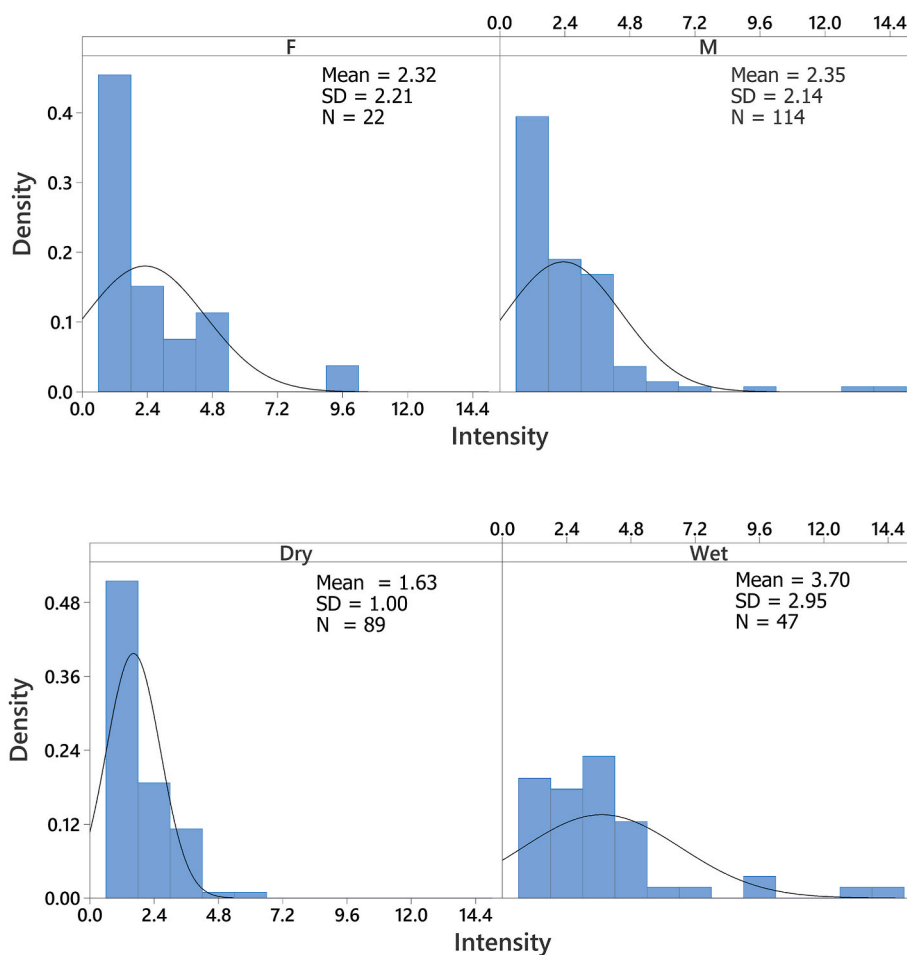 0.0 2.4 4.8 7.2 9.6 12.0 14.4
F M
Mean = 2.32
SD = 2.21
N = 22
Mean = 2.35
SD = 2.14
N = 114
Density
0.4
0.3
0.2
0.1
0.0
0.0 2.4 4.8 7.2 9.6 12.0 14.4
Intensity
0.0 2.4 4.8 7.2 9.6 12.0 14.4
Dry Wet
Mean = 1.63
SD = 1.00
N = 89
Mean = 3.70
SD = 2.95
N = 47
Density
0.48
0.36
0.24
0.12
0.00
0.0 2.4 4.8 7.2 9.6 12.0 14.4
Intensity